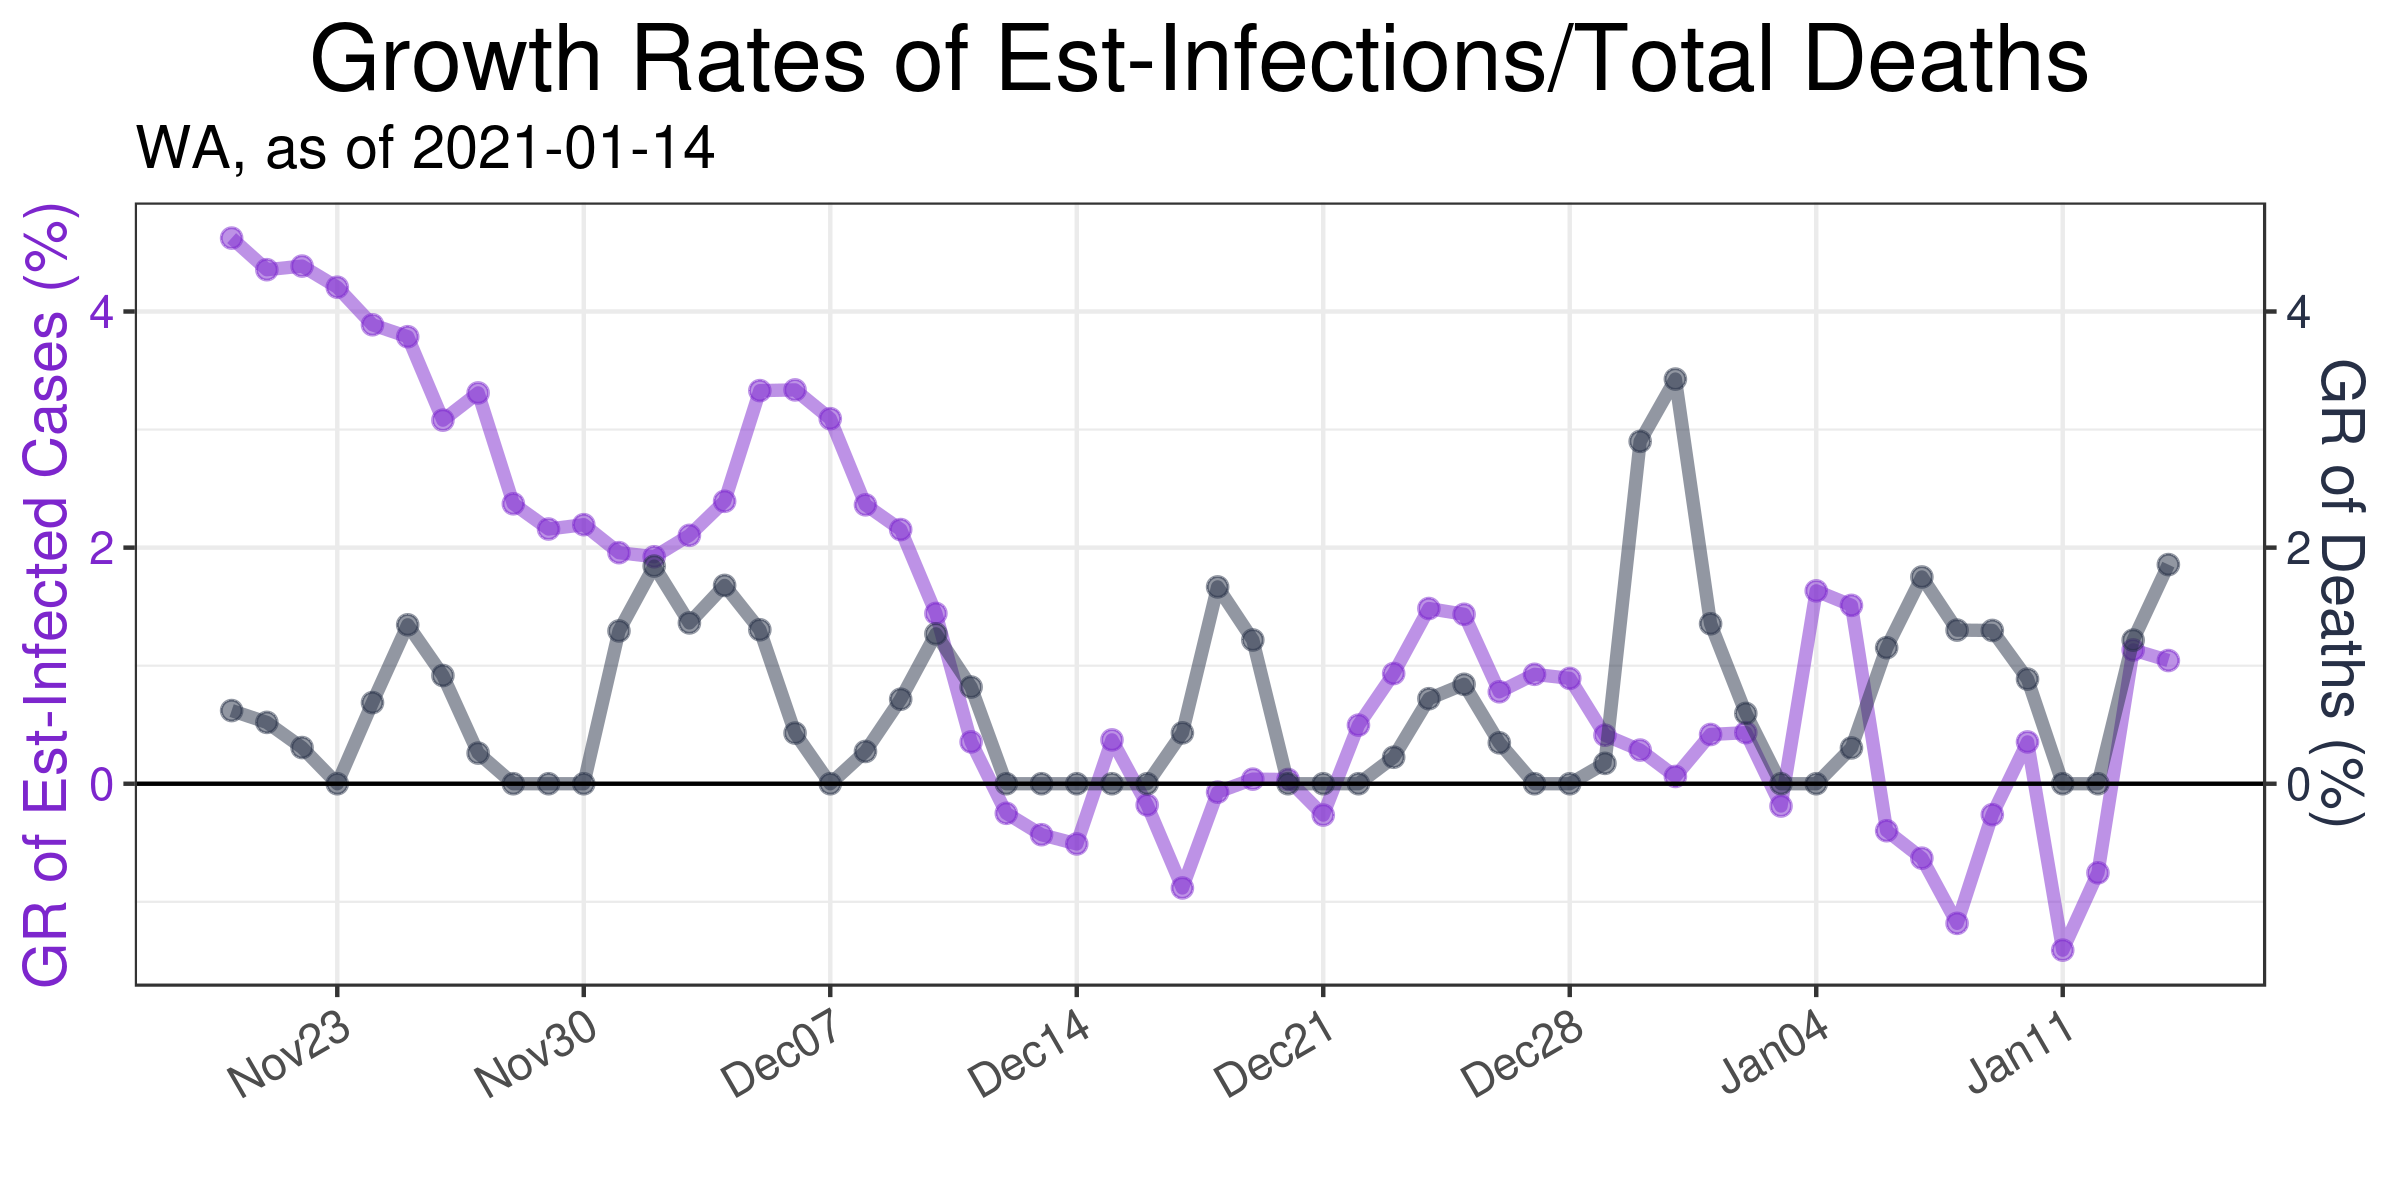 Growth Rates of Est-Infections/Total Deaths
WA, as of 2021-01-14
GR of Est-Infected Cases (%)
4
2
0
4
2
0
GR of Deaths (%)
Nov23
Nov30
Dec07
Dec14
Dec21
Dec28
Jan04
Jan11